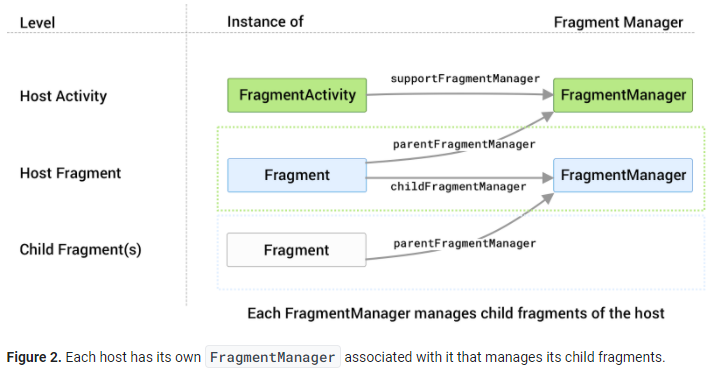 Level Instance of Fragment Manager
supportFragmentManager
Host Activity FragmentActivity FragmentManager
parentFragmentManager
Host Fragment Fragment FragmentManager
childFragmentManager
parentFragmentManager
Child Fragment(s) Fragment
Each FragmentManager manages child fragments of the host
Figure 2. Each host has its own FragmentManager associated with it that manages its child fragments.